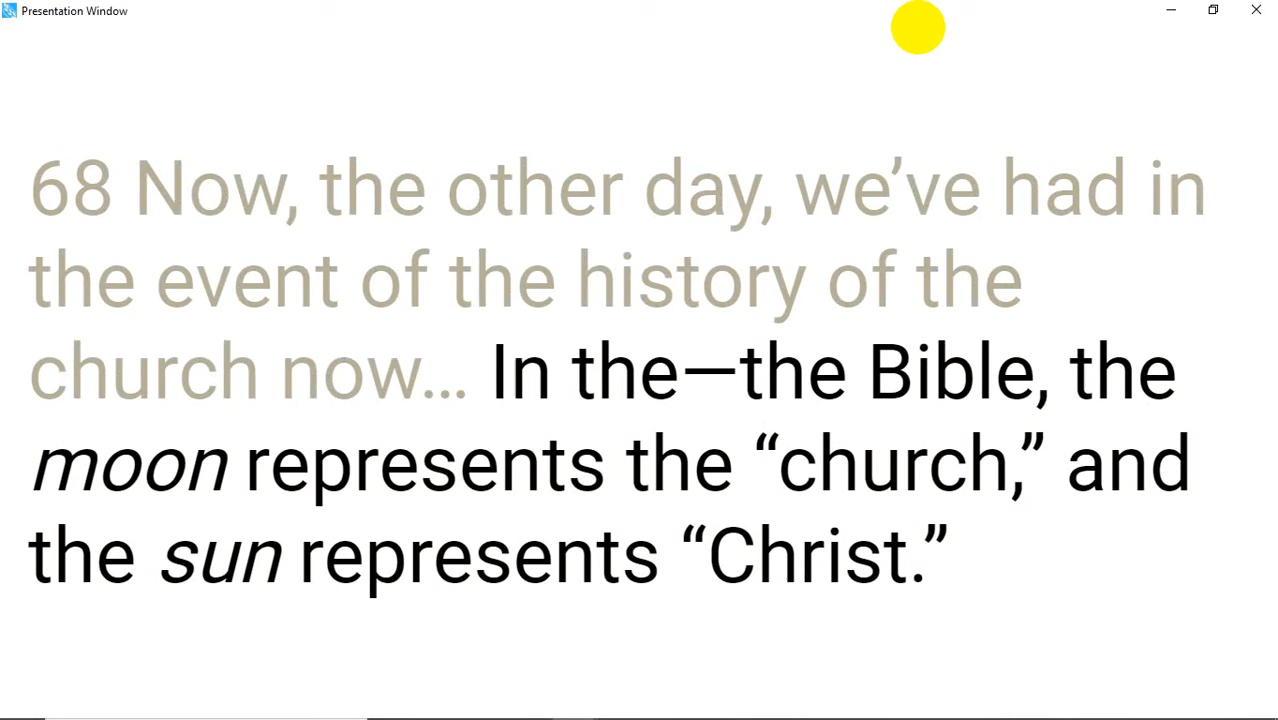 Presentation Window
68 Now, the other day, we’ve had in
the event of the history of the
church now… In the—the Bible, the
moon represents the “church,” and
the sun represents “Christ.”